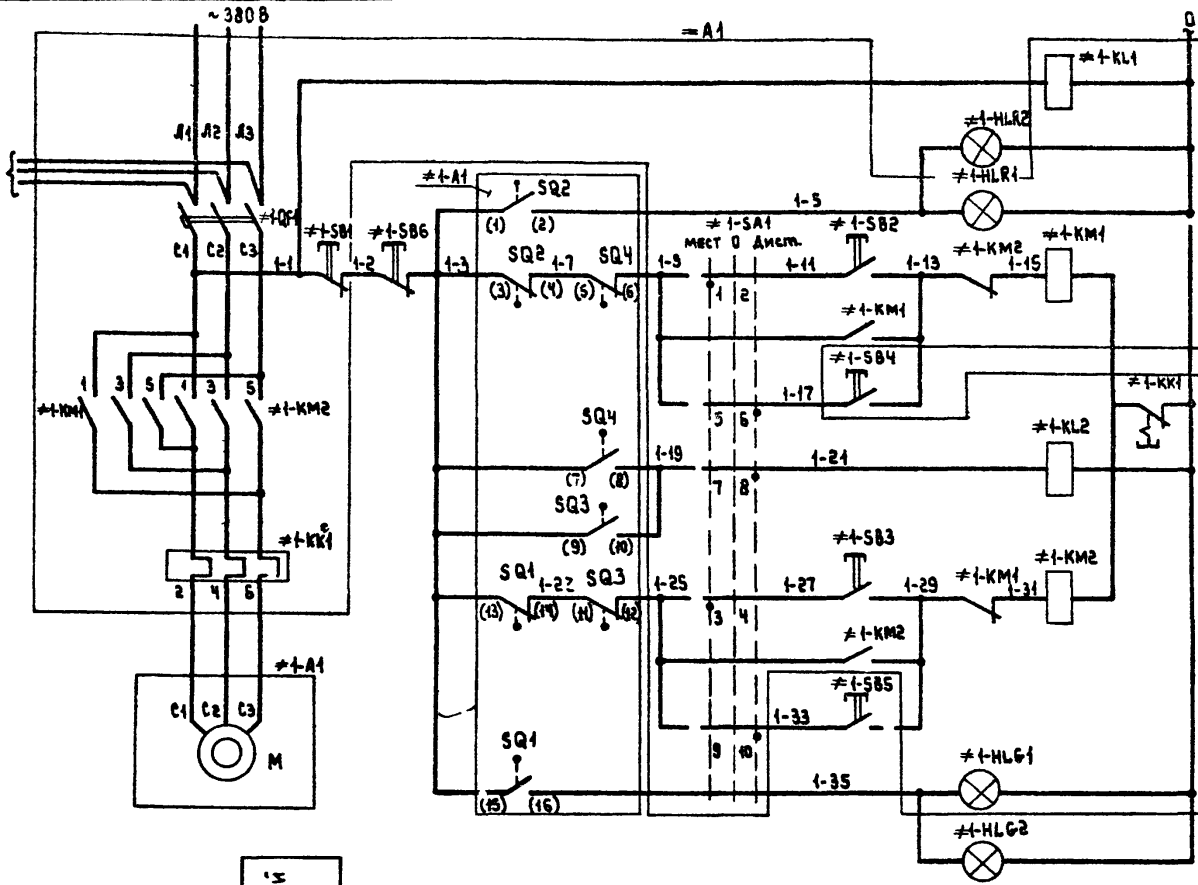 ~380В
=А1
0
≠1-KL1
Л1 Л2 Л3
≠1-HLR2
≠1-HLR1
≠1-А1
SQ2
(1) (2)
1-5
≠1-QF1
≠1-SB1 ≠1-SB6
≠1-SA1
мест 0 дист.
≠1-SB2
≠1-KM2
≠1-KM1
С1 С2 С3
1-1
1-2
1-3
SQ2
1-7
SQ4
(3) (4) (5) (6)
1-9
1 2
1-11
1-13
1-15
≠1-KM1
≠1-SB4
1 3 5 1 3 5
≠1-KM1
≠1-KM2
1-17
5 6
≠1-KK1
SQ4
(7) (8)
1-19
7 8
1-21
≠1-KL2
SQ3
(9) (10)
≠1-KK1
2 4 6
SQ1
1-22
SQ3
(13) (14) (11) (12)
1-25
3 4
1-27
≠1-SB3
1-29
≠1-KM1
1-31
≠1-KM2
≠1-KM2
≠1-А1
≠1-SB5
1-33
9 10
С1 С2 С3
М
SQ1
(15) (16)
1-35
≠1-HLG1
≠1-HLG2